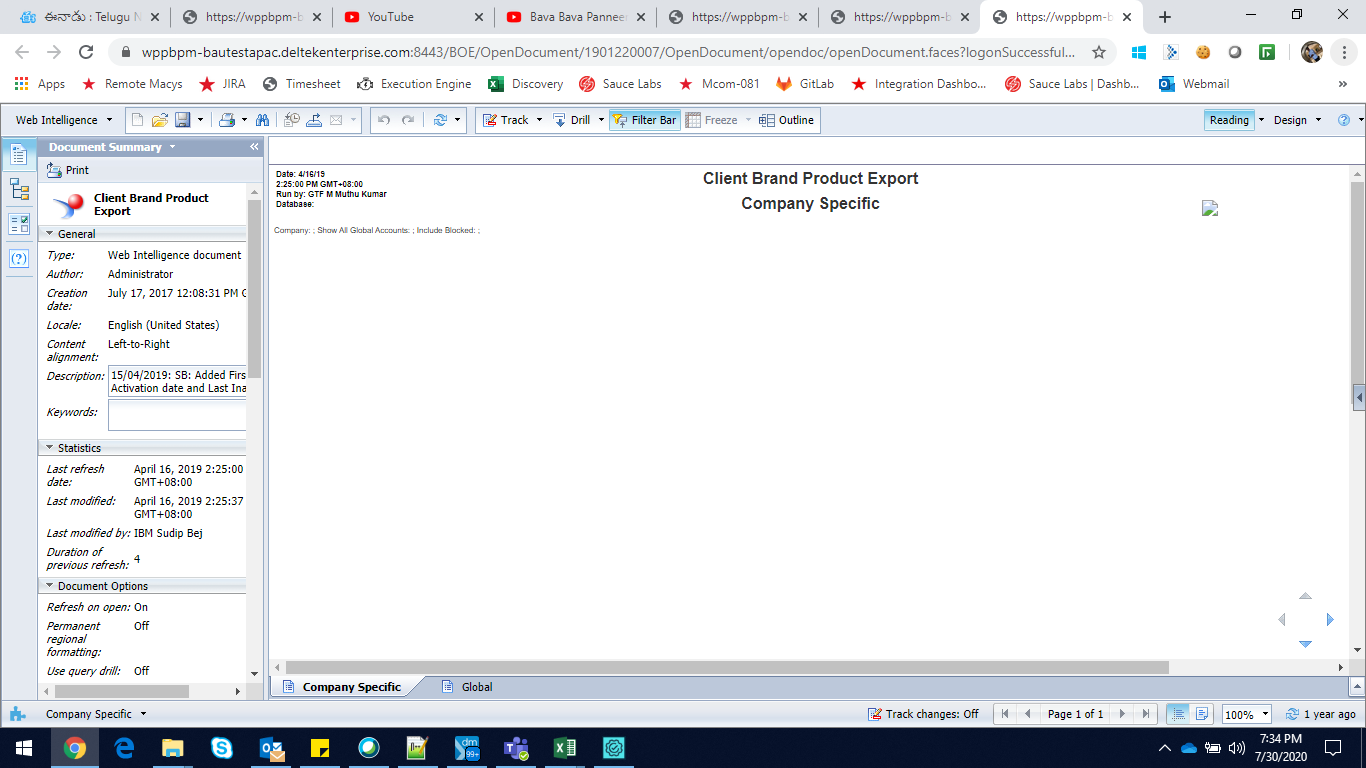 ఈనాడు : Telugu N
https://wppbpm-b
YouTube
Bava Bava Panneer
https://wppbpm-b
https://wppbpm-b
https://wppbpm-b
wppbpm-bautestapac.deltekenterprise.com:8443/BOE/OpenDocument/1901220007/OpenDocument/opendoc/openDocument.faces?logonSuccessful...
Apps
Remote Macys
JIRA
Timesheet
Execution Engine
Discovery
Sauce Labs
Mcom-081
GitLab
Integration Dashbo...
Sauce Labs | Dashb...
Webmail
»
Web Intelligence
Track
Drill
Filter Bar
Freeze
Outline
Reading
Design
Document Summary
Print
Client Brand Product
Export
General
Type: Web Intelligence document
Author: Administrator
Creation date: July 17, 2017 12:08:31 PM G
Locale: English (United States)
Content alignment: Left-to-Right
Description: 15/04/2019: SB: Added Firs
Activation date and Last Ina
Keywords:
Statistics
Last refresh date: April 16, 2019 2:25:00
GMT+08:00
Last modified: April 16, 2019 2:25:37
GMT+08:00
Last modified by: IBM Sudip Bej
Duration of previous refresh: 4
Document Options
Refresh on open: On
Permanent regional formatting: Off
Use query drill: Off
Date: 4/16/19
2:25:00 PM GMT+08:00
Run by: GTF M Muthu Kumar
Database:
Client Brand Product Export
Company Specific
Company: ; Show All Global Accounts: ; Include Blocked: ;
Company Specific
Global
Company Specific
Track changes: Off
Page 1 of 1
100%
1 year ago
dm
99+
7:34 PM
7/30/2020